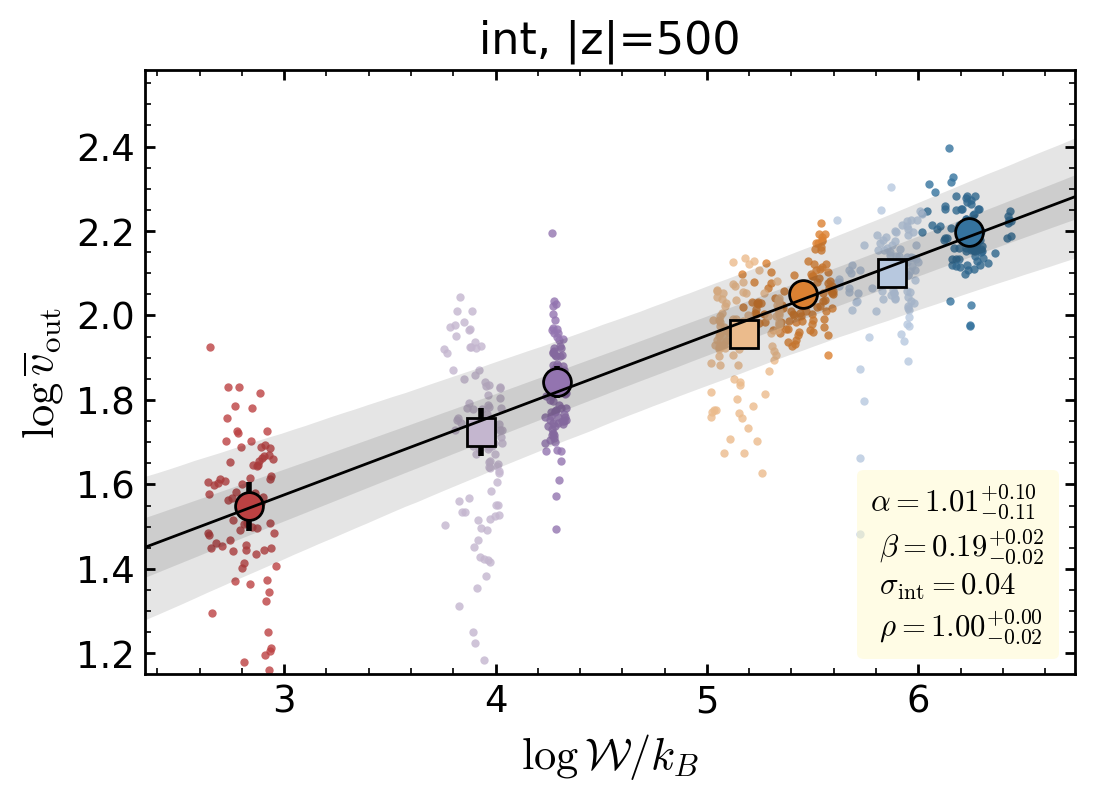 int, |z|=500
log v̅_out
2.4
2.2
2.0
1.8
1.6
1.4
1.2
α = 1.01^{+0.10}_{-0.11}
β = 0.19^{+0.02}_{-0.02}
σ_int = 0.04
ρ = 1.00^{+0.00}_{-0.02}
3 4 5 6
log 𝒲/k_B